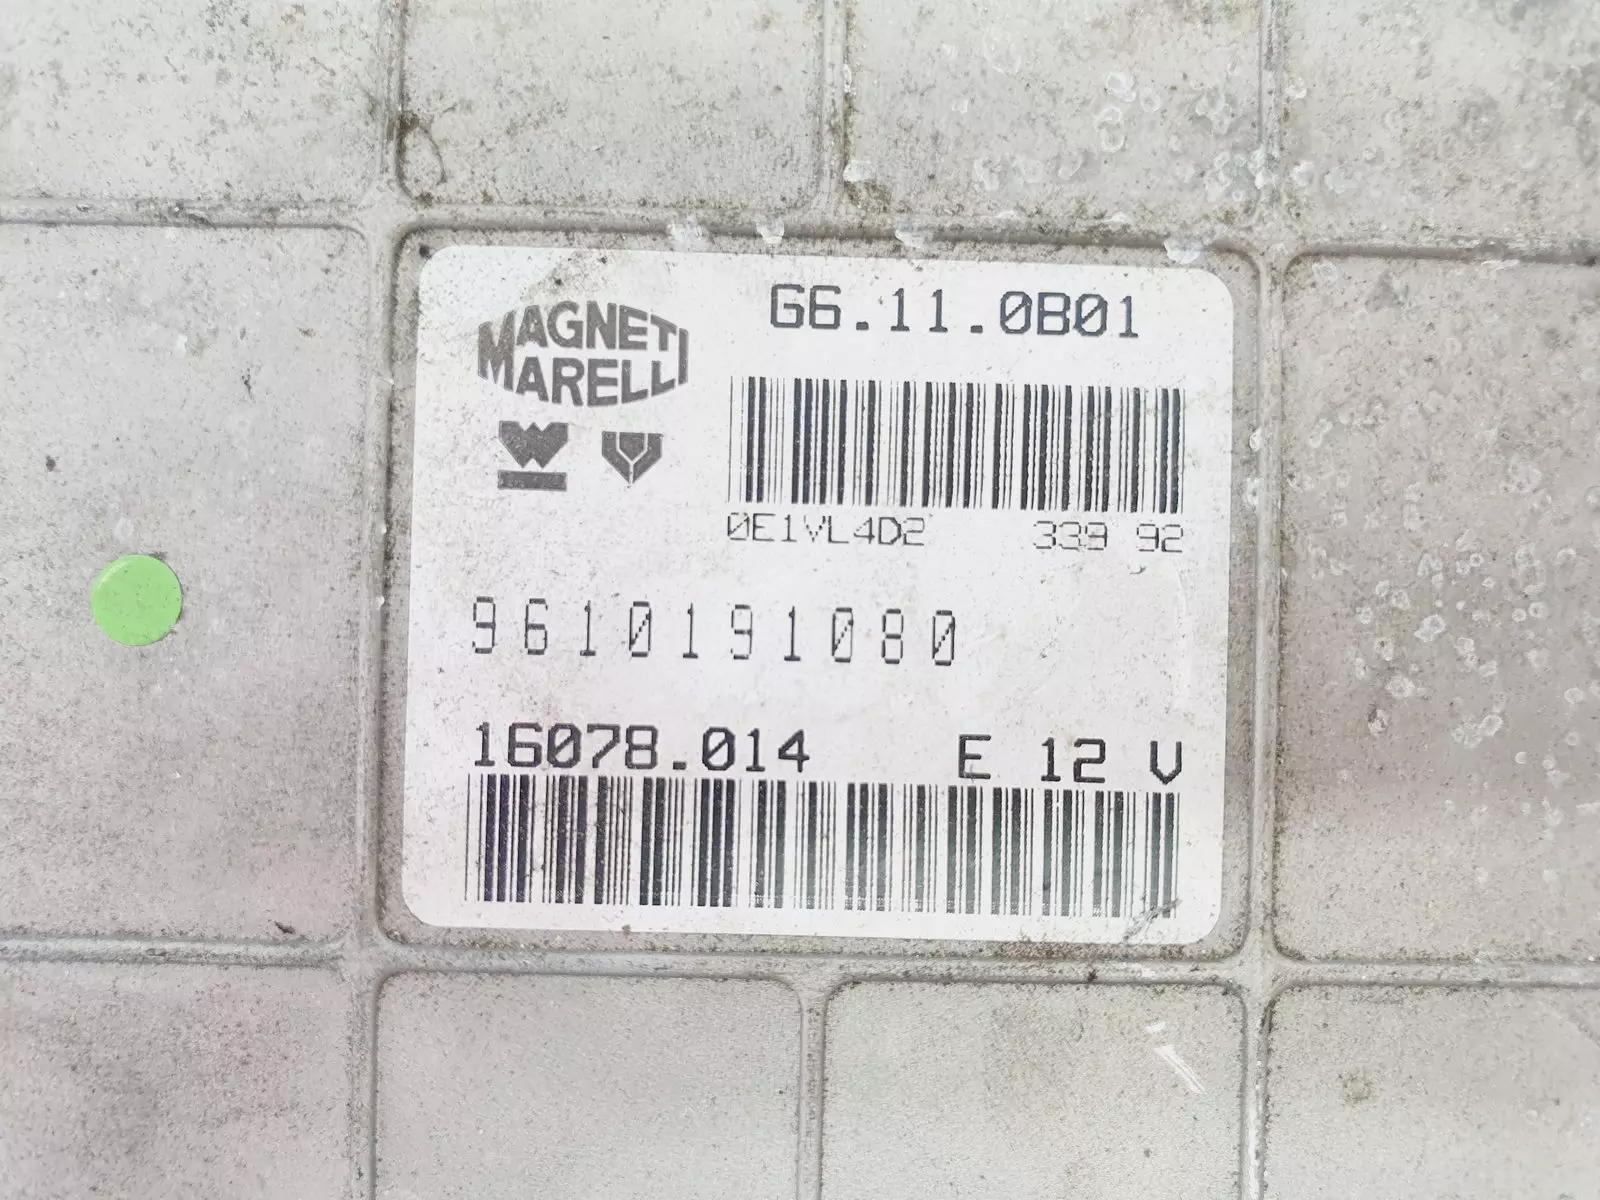 MAGNETI
MARELLI
G6.11.0B01
0E1VL4D2 339 92
9610191080
16078.014 E 12 V